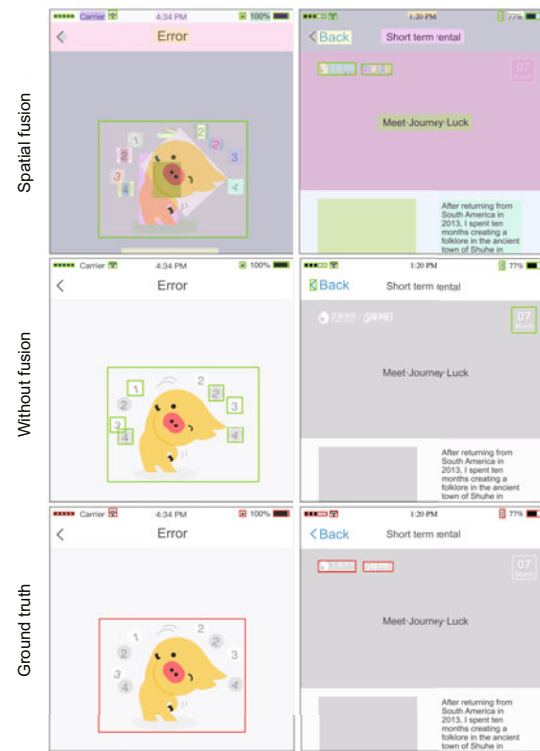 Spatial fusion
Carrier 4:34 PM 100%
Error
1 2 2 2 3 3 4 4
1:20 PM 77%
Back Short term rental
07
Month
Meet·Journey·Luck
After returning from
South America in
2013, I spent ten
months creating a
folklore in the ancient
town of Shuhe in
Without fusion
Carrier 4:34 PM 100%
Error
1 2 2 2 3 3 4 4
1:20 PM 77%
Back Short term rental
07
Month
Meet·Journey·Luck
After returning from
South America in
2013, I spent ten
months creating a
folklore in the ancient
town of Shuhe in
Ground truth
Carrier 4:34 PM 100%
Error
1 2 2 2 3 3 4 4
1:20 PM 77%
Back Short term rental
07
Month
Meet·Journey·Luck
After returning from
South America in
2013, I spent ten
months creating a
folklore in the ancient
town of Shuhe in